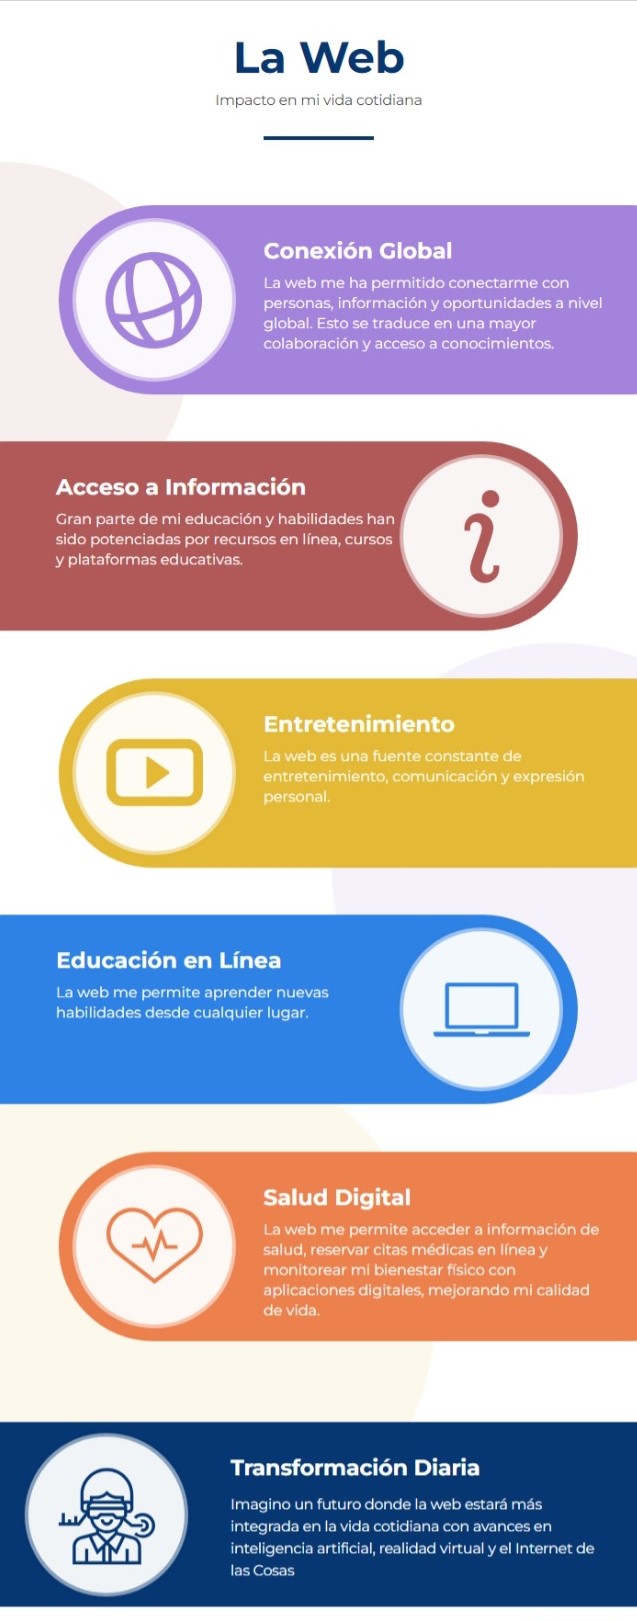 La Web
Impacto en mi vida cotidiana
Conexión Global
La web me ha permitido conectarme con
personas, información y oportunidades a nivel
global. Esto se traduce en una mayor
colaboración y acceso a conocimientos.
Acceso a Información
Gran parte de mi educación y habilidades han
sido potenciadas por recursos en línea, cursos
y plataformas educativas.
Entretenimiento
La web es una fuente constante de
entretenimiento, comunicación y expresión
personal.
Educación en Línea
La web me permite aprender nuevas
habilidades desde cualquier lugar.
Salud Digital
La web me permite acceder a información de
salud, reservar citas médicas en línea y
monitorear mi bienestar físico con
aplicaciones digitales, mejorando mi calidad
de vida.
Transformación Diaria
Imagino un futuro donde la web estará más
integrada en la vida cotidiana con avances en
inteligencia artificial, realidad virtual y el Internet de
las Cosas